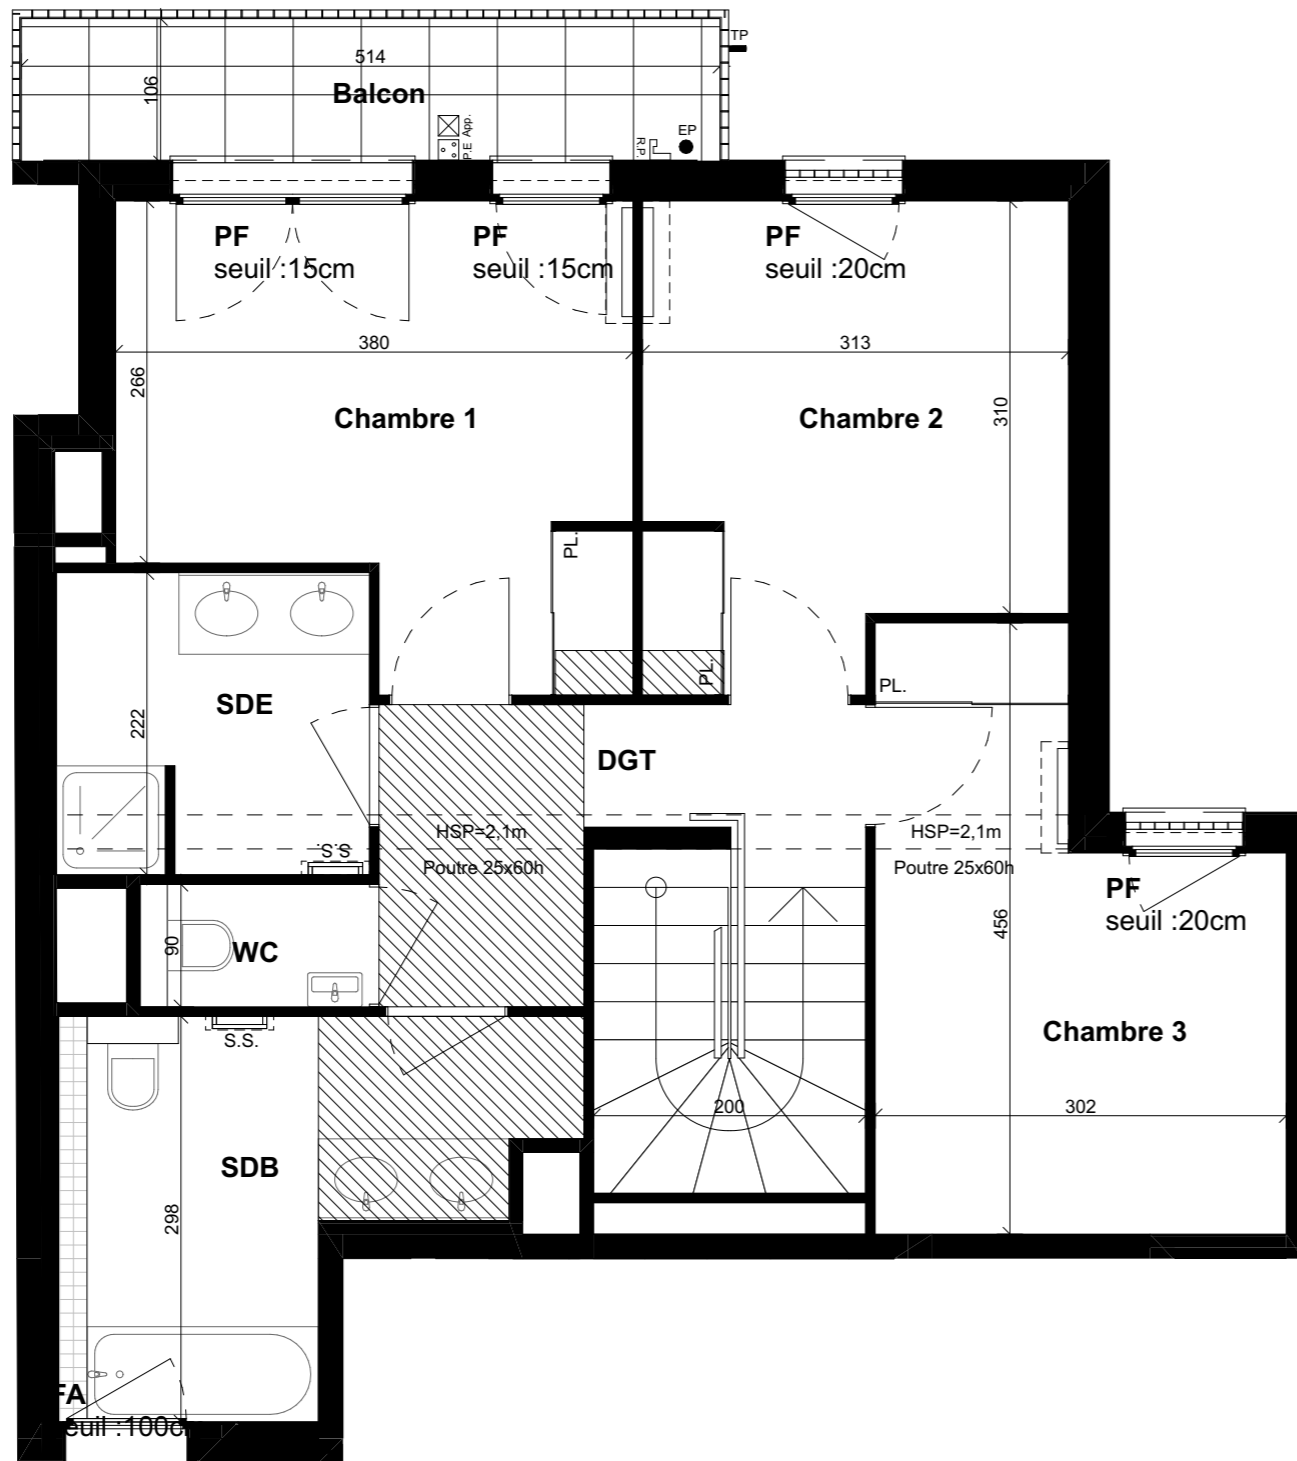 TP
514
106
Balcon
App.
P.E
R.P.
EP
PF
seuil :15cm
PF
seuil :15cm
PF
seuil :20cm
380
313
266
310
Chambre 1
Chambre 2
PL.
PL.
PL.
SDE
222
DGT
HSP=2,1m
Poutre 25x60h
HSP=2,1m
Poutre 25x60h
S.S.
PF
seuil :20cm
456
90
WC
S.S.
Chambre 3
200
302
SDB
298
FA
seuil :100cm